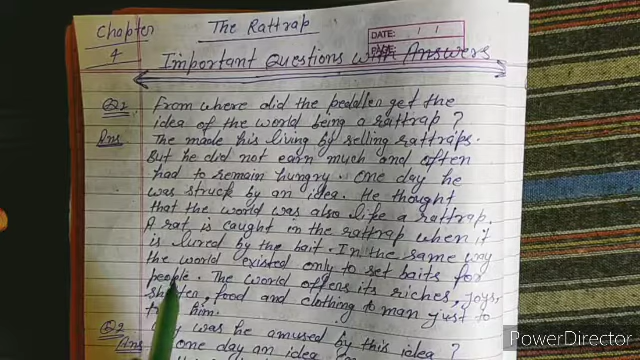 Chapter
4
The Rattrap
DATE: / /
PAGE:
Important Questions with Answers
Q1 From where did the peddler get the
idea of the world being a rattrap?
Ans The made his living by selling rattraps.
But he did not earn much and often
had to remain hungry. One day he
was struck by an idea. He thought
that the world was also like a rattrap.
A rat is caught in the rattrap when it
is lured by the bait. In the same way
the world existed only to set baits for
people. The world offers its riches, joys,
shelter, food and clothing to man just to
him.
Q2 was he amused by this idea?
Ans one day an idea
PowerDirector